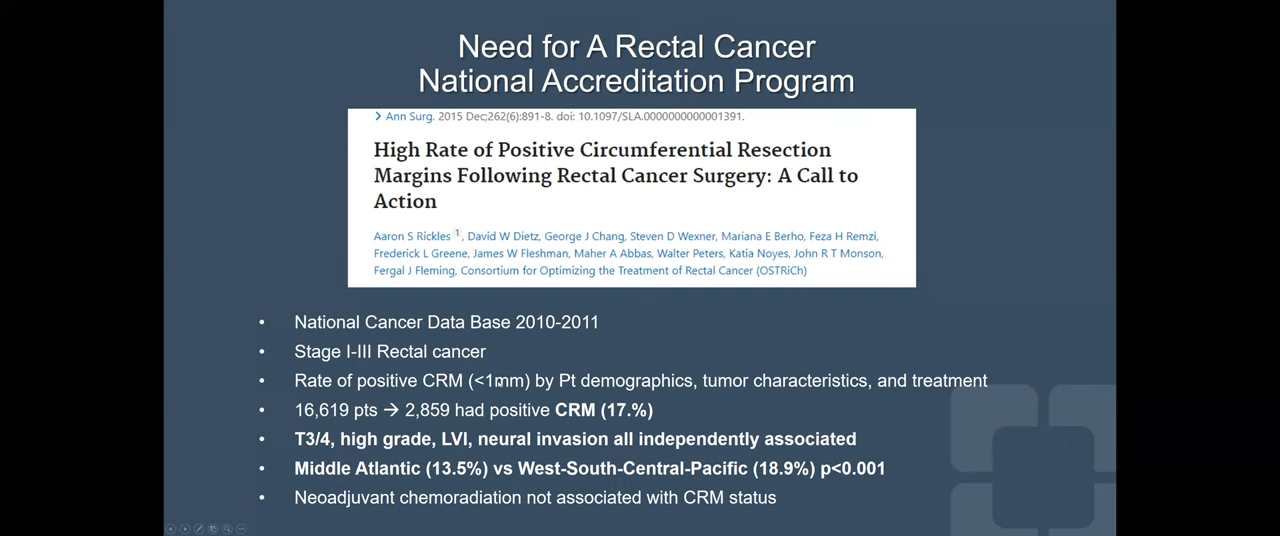 Need for A Rectal Cancer
National Accreditation Program
> Ann Surg. 2015 Dec;262(6):891-8. doi: 10.1097/SLA.0000000000001391.
High Rate of Positive Circumferential Resection
Margins Following Rectal Cancer Surgery: A Call to
Action
Aaron S Rickles 1, David W Dietz, George J Chang, Steven D Wexner, Mariana E Berho, Feza H Remzi,
Frederick L Greene, James W Fleshman, Maher A Abbas, Walter Peters, Katia Noyes, John R T Monson,
Fergal J Fleming, Consortium for Optimizing the Treatment of Rectal Cancer (OSTRiCh)
• National Cancer Data Base 2010-2011
• Stage I-III Rectal cancer
• Rate of positive CRM (<1mm) by Pt demographics, tumor characteristics, and treatment
• 16,619 pts → 2,859 had positive CRM (17.%)
• T3/4, high grade, LVI, neural invasion all independently associated
• Middle Atlantic (13.5%) vs West-South-Central-Pacific (18.9%) p<0.001
• Neoadjuvant chemoradiation not associated with CRM status